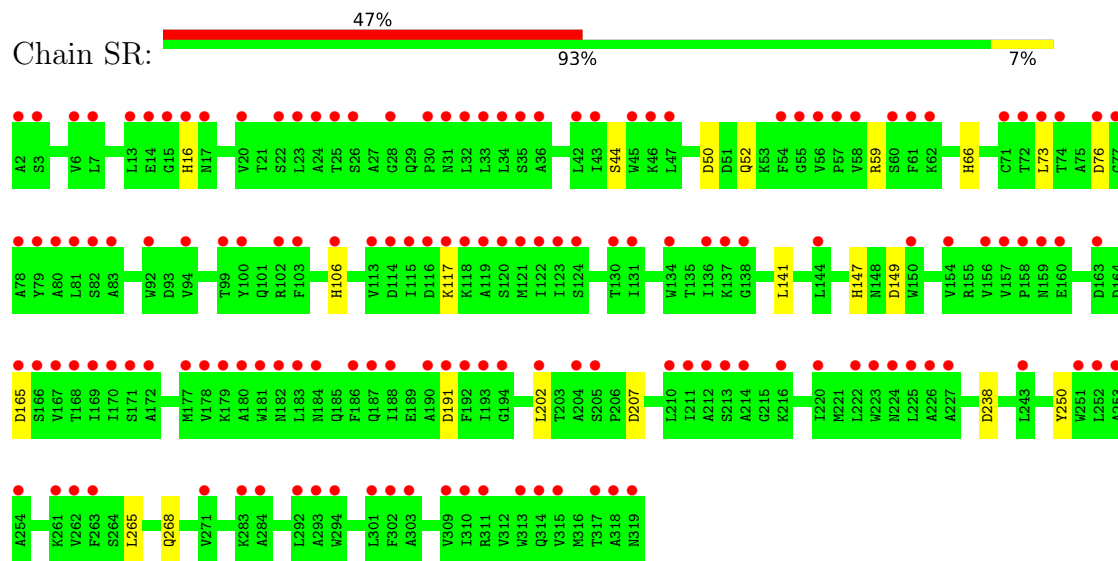 47%
Chain SR:
93% 7%
A2 S3 V6 L7 L13 E14 G15 H16 N17 V20 T21 S22 L23 A24 T25 S26 A27 G28 Q29 P30 N31 L32 L33 L34 S35 A36 L42 I43 S44 W45 K46 L47 D50 D51 Q52 K53 F54 G55 V56 P57 V58 R59 S60 F61 K62 H66 C71 T72 L73 T74 A75 D76 G77
A78 Y79 A80 L81 S82 A83 W92 D93 V94 T99 Y100 Q101 R102 F103 H106 V113 D114 I115 D116 K117 K118 A119 S120 M121 I122 I123 S124 T130 I131 W134 T135 I136 K137 G138 L141 L144 H147 N148 D149 W150 V154 R155 V156 V157 P158 N159 E160 D163 D164
D165 S166 V167 T168 I169 I170 S171 A172 M177 V178 K179 A180 W181 N182 L183 N184 Q185 F186 Q187 I188 E189 A190 D191 F192 I193 G194 L202 T203 A204 S205 P206 D207 L210 I211 A212 S213 A214 G215 K216 I220 M221 L222 W223 N224 L225 A226 A227 D238 L243 Y250 W251 L252
A254 K261 V262 F263 S264 L265 Q268 V271 K283 A284 L292 A293 W294 L301 F302 A303 V309 I310 R311 V312 W313 Q314 V315 M316 T317 A318 N319